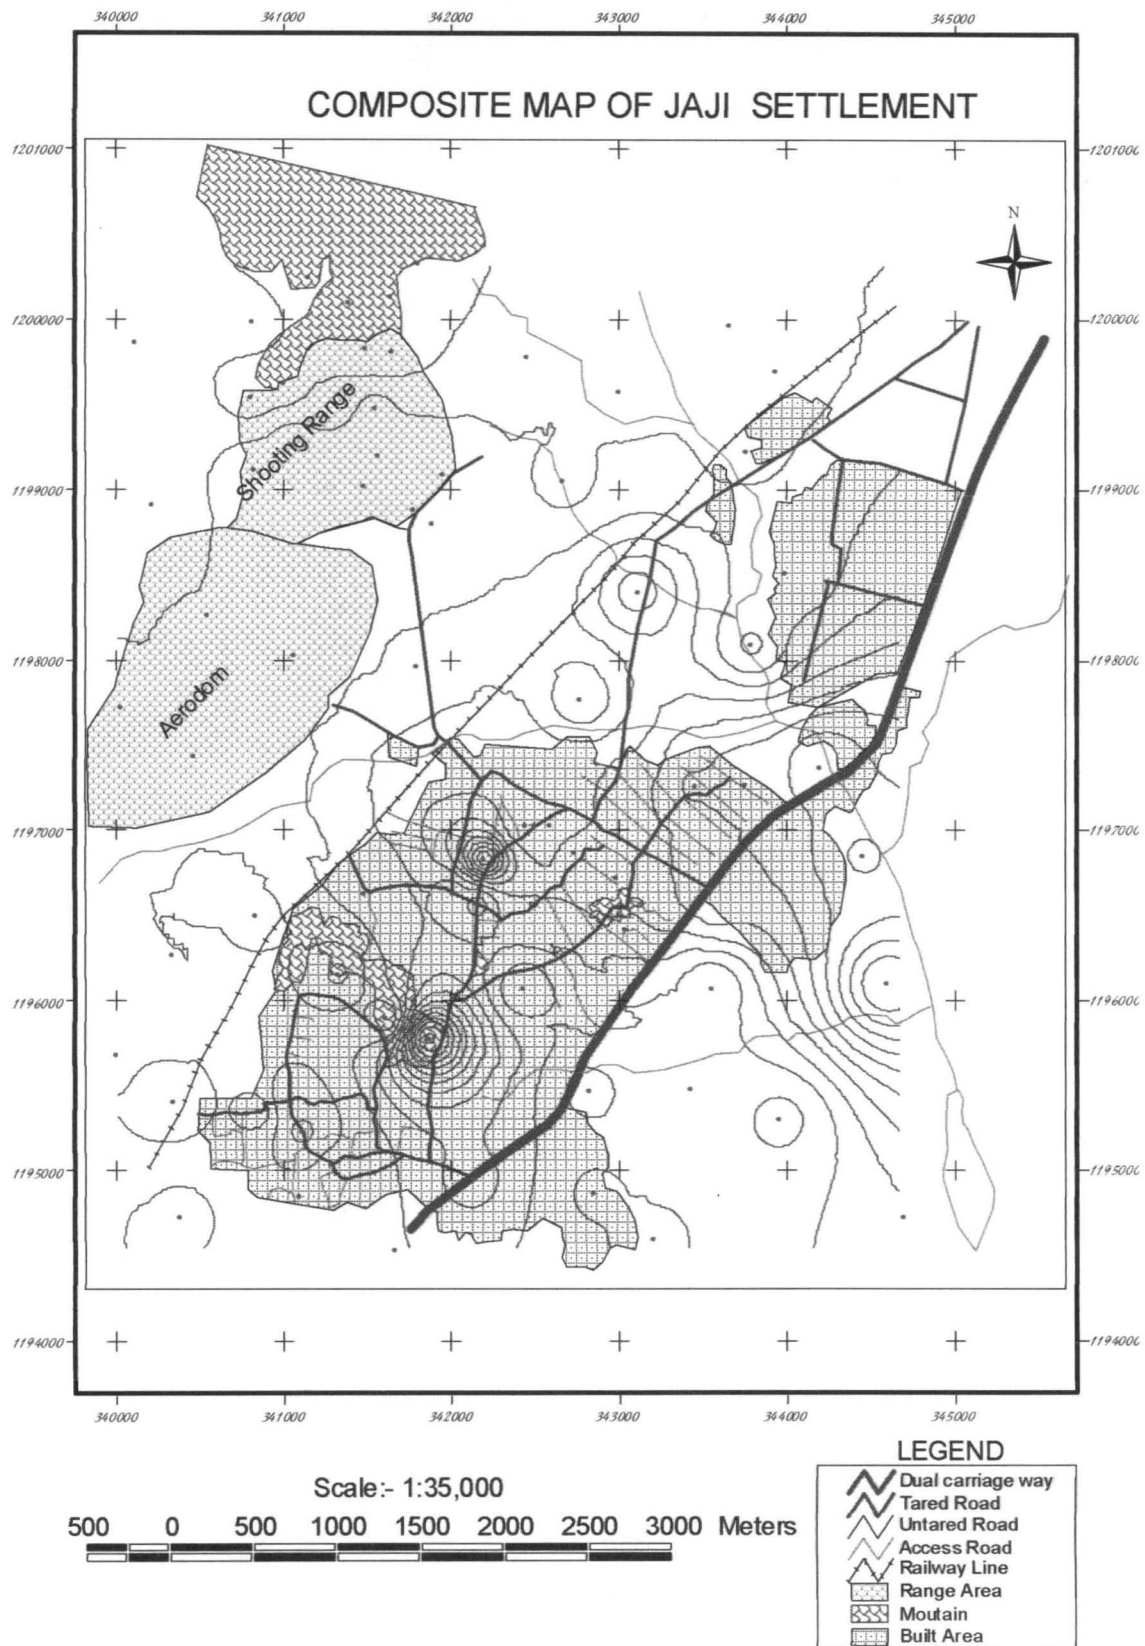 340000 341000 342000 343000 344000 345000
COMPOSITE MAP OF JAJI SETTLEMENT
1201000 1201000
N
1200000 1200000
Shooting Range
1199000 1199000
1198000 1198000
Aerodom
1197000 1197000
1196000 1196000
1195000 1195000
1194000 1194000
340000 341000 342000 343000 344000 345000
Scale:- 1:35,000
500 0 500 1000 1500 2000 2500 3000 Meters
LEGEND
Dual carriage way
Tared Road
Untared Road
Access Road
Railway Line
Range Area
Moutain
Built Area